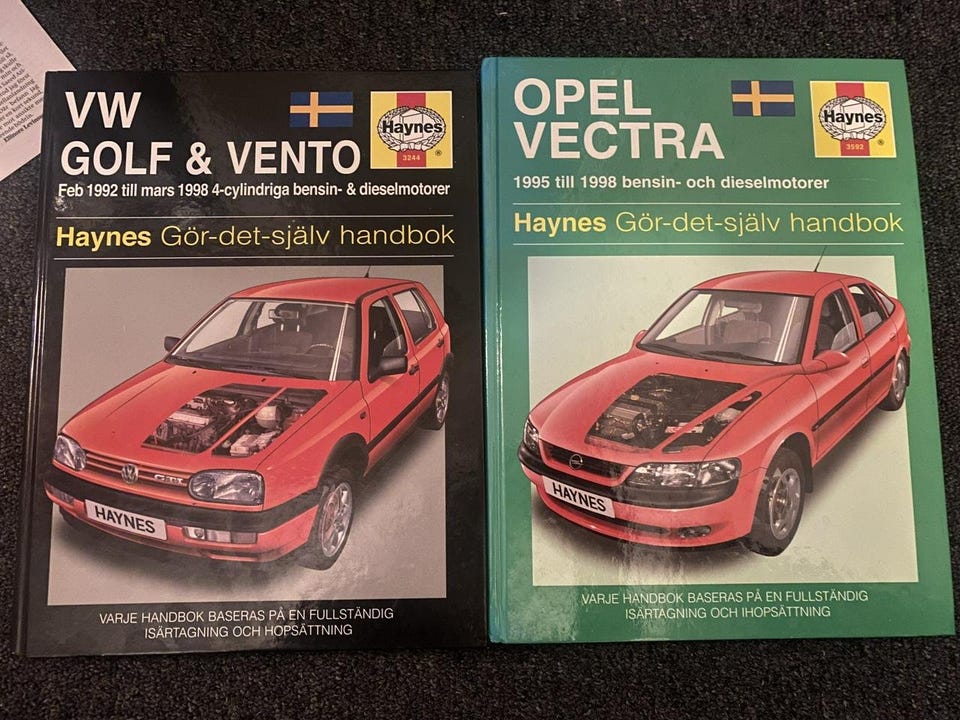 VW
GOLF & VENTO
Haynes
3244
Feb 1992 till mars 1998 4-cylindriga bensin- & dieselmotorer
Haynes Gör-det-själv handbok
HAYNES
VARJE HANDBOK BASERAS PÅ EN FULLSTÄNDIG
ISÄRTAGNING OCH HOPSÄTTNING
OPEL
VECTRA
Haynes
3592
1995 till 1998 bensin- och dieselmotorer
Haynes Gör-det-själv handbok
HAYNES
VARJE HANDBOK BASERAS PÅ EN FULLSTÄNDIG
ISÄRTAGNING OCH IHOPSÄTTNING